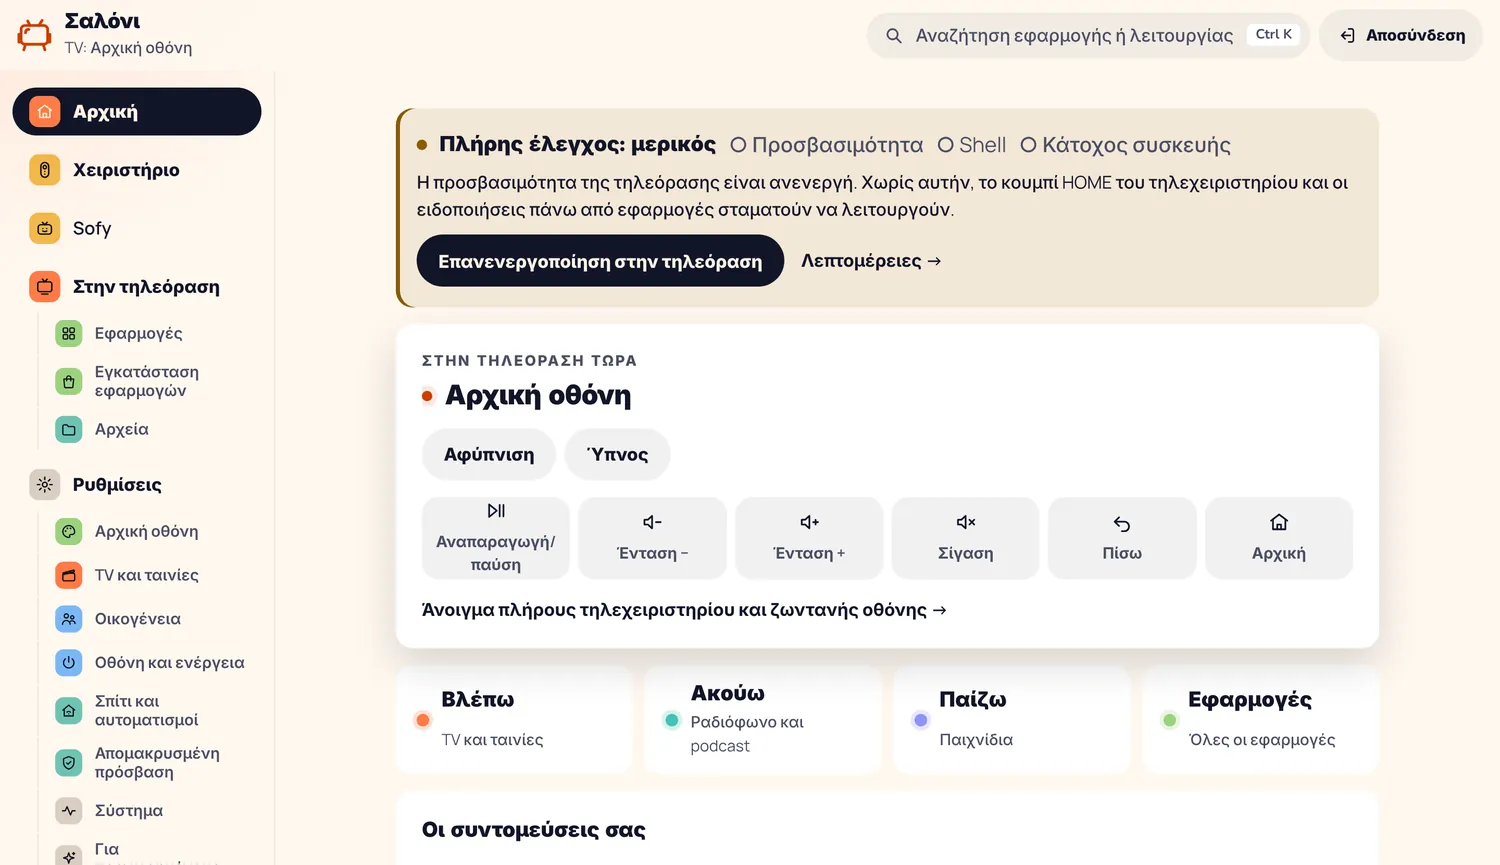 Σαλόνι
TV: Αρχική οθόνη
Αναζήτηση εφαρμογής ή λειτουργίας
Ctrl K
Αποσύνδεση
Αρχική
Χειριστήριο
Sofy
Στην τηλεόραση
Εφαρμογές
Εγκατάσταση
εφαρμογών
Αρχεία
Ρυθμίσεις
Αρχική οθόνη
TV και ταινίες
Οικογένεια
Οθόνη και ενέργεια
Σπίτι και
αυτοματισμοί
Απομακρυσμένη
πρόσβαση
Σύστημα
Για
Πλήρης έλεγχος: μερικός Προσβασιμότητα Shell Κάτοχος συσκευής
Η προσβασιμότητα της τηλεόρασης είναι ανενεργή. Χωρίς αυτήν, το κουμπί HOME του τηλεχειριστηρίου και οι
ειδοποιήσεις πάνω από εφαρμογές σταματούν να λειτουργούν.
Επανενεργοποίηση στην τηλεόραση
Λεπτομέρειες →
ΣΤΗΝ ΤΗΛΕΟΡΑΣΗ ΤΩΡΑ
Αρχική οθόνη
Αφύπνιση
Ύπνος
Αναπαραγωγή/
παύση
Ένταση −
Ένταση +
Σίγαση
Πίσω
Αρχική
Άνοιγμα πλήρους τηλεχειριστηρίου και ζωντανής οθόνης →
Βλέπω
TV και ταινίες
Ακούω
Ραδιόφωνο και
podcast
Παίζω
Παιχνίδια
Εφαρμογές
Όλες οι εφαρμογές
Οι συντομεύσεις σας